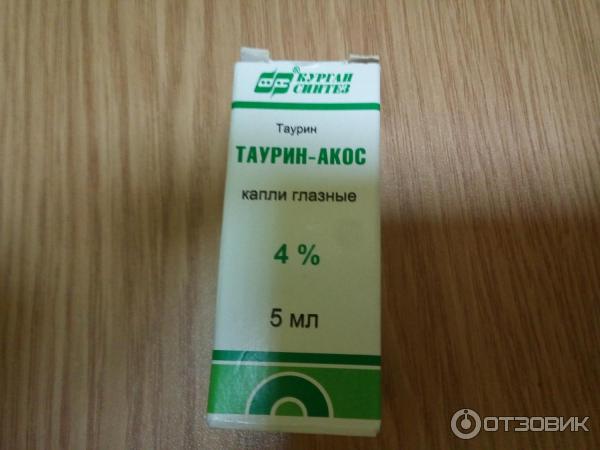 КУРГАН
СИНТЕЗ
Таурин
ТАУРИН-АКОС
капли глазные
4 %
5 мл
ОТЗОВИК